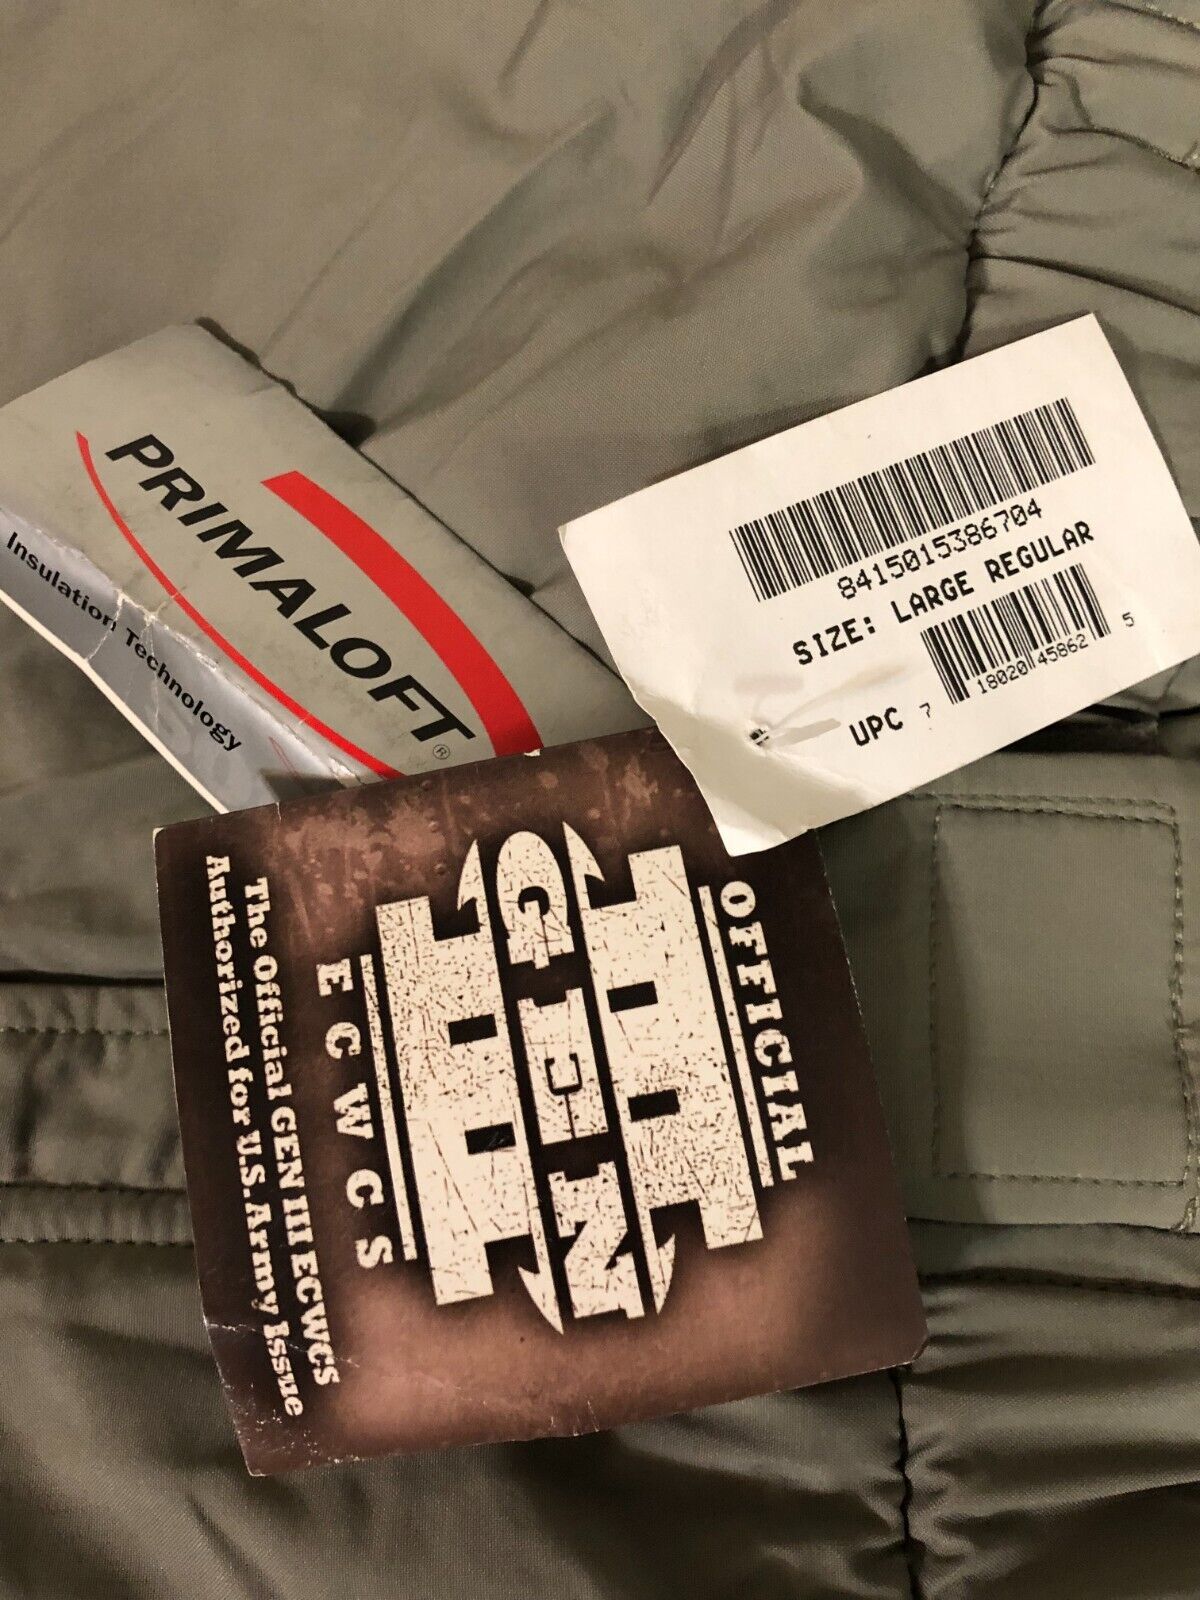 PRIMALOFT®
Insulation Technology
8415015386704
SIZE: LARGE REGULAR
UPC 7 18020 45862 5
OFFICIAL
GEN
III
ECWCS
The Official GEN III ECWCS
Authorized for U.S. Army Issue